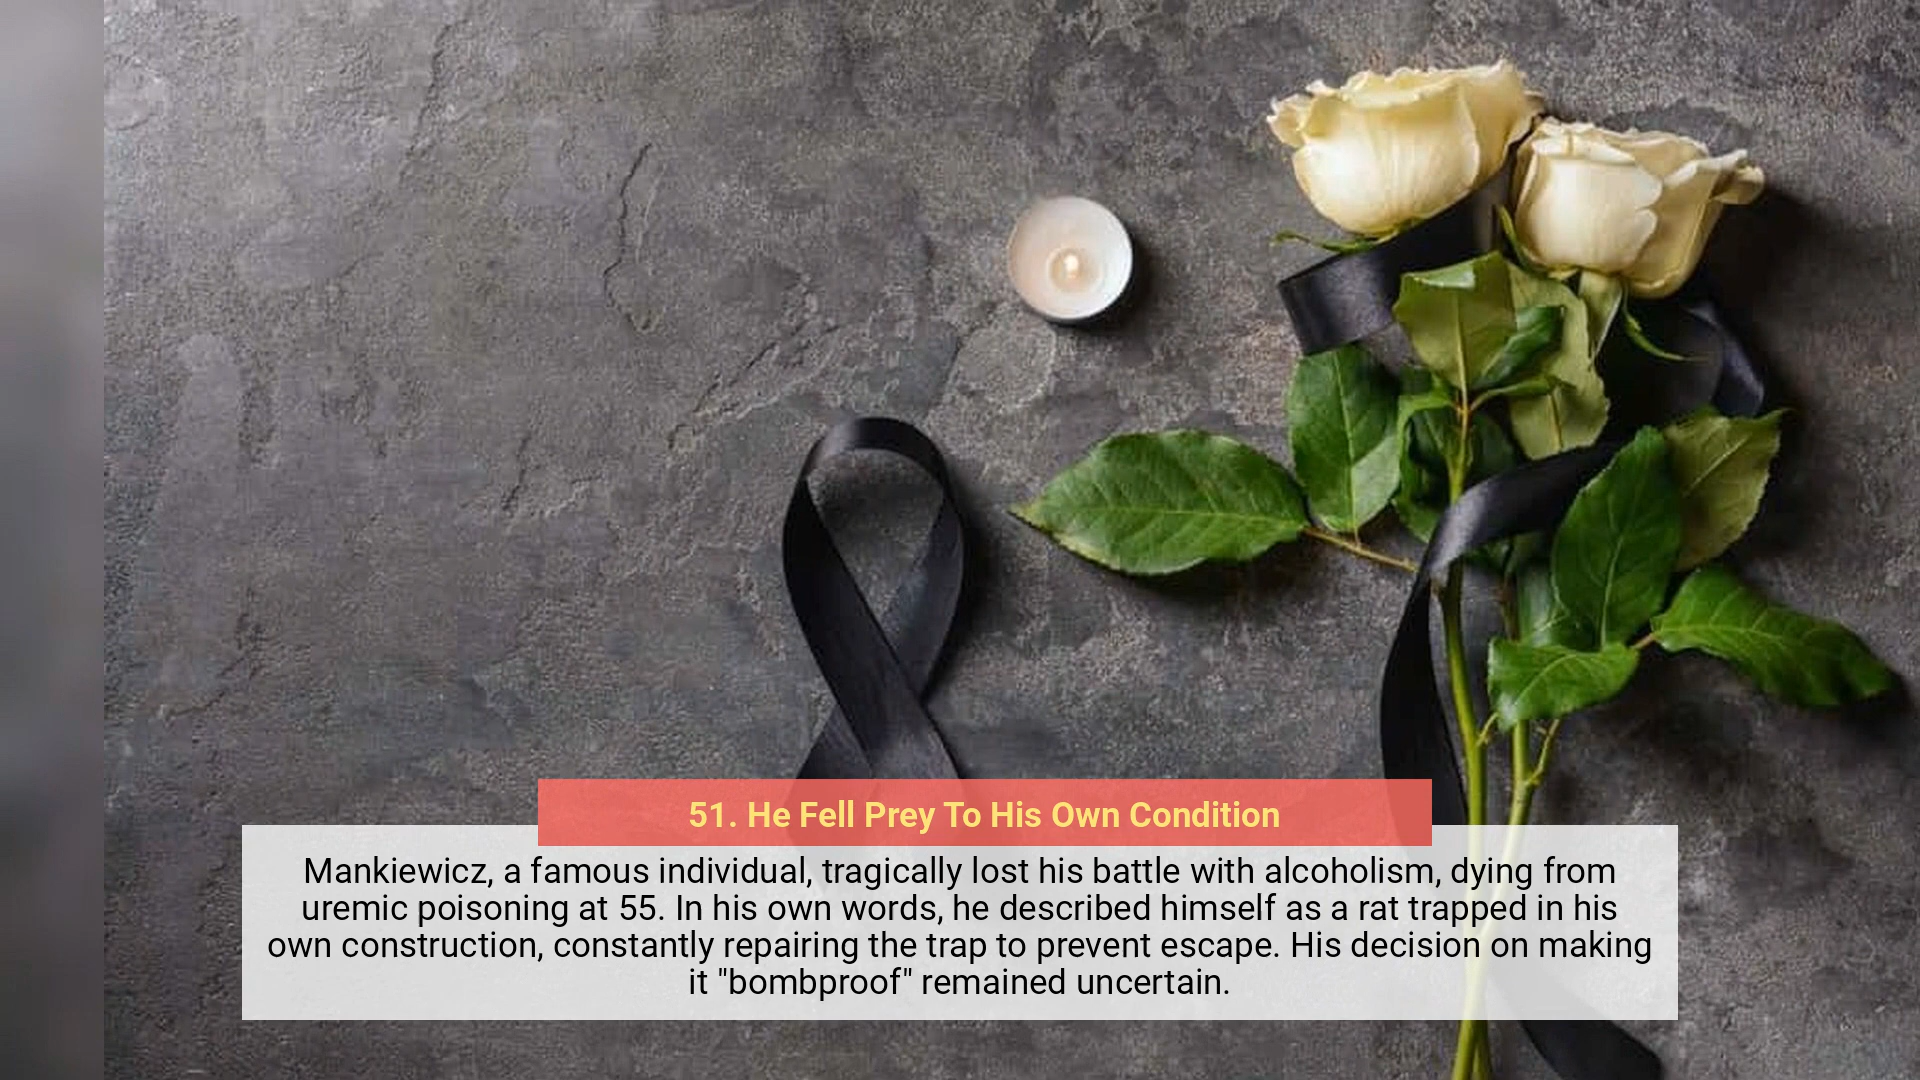 51. He Fell Prey To His Own Condition
Mankiewicz, a famous individual, tragically lost his battle with alcoholism, dying from
uremic poisoning at 55. In his own words, he described himself as a rat trapped in his
own construction, constantly repairing the trap to prevent escape. His decision on making
it "bombproof" remained uncertain.